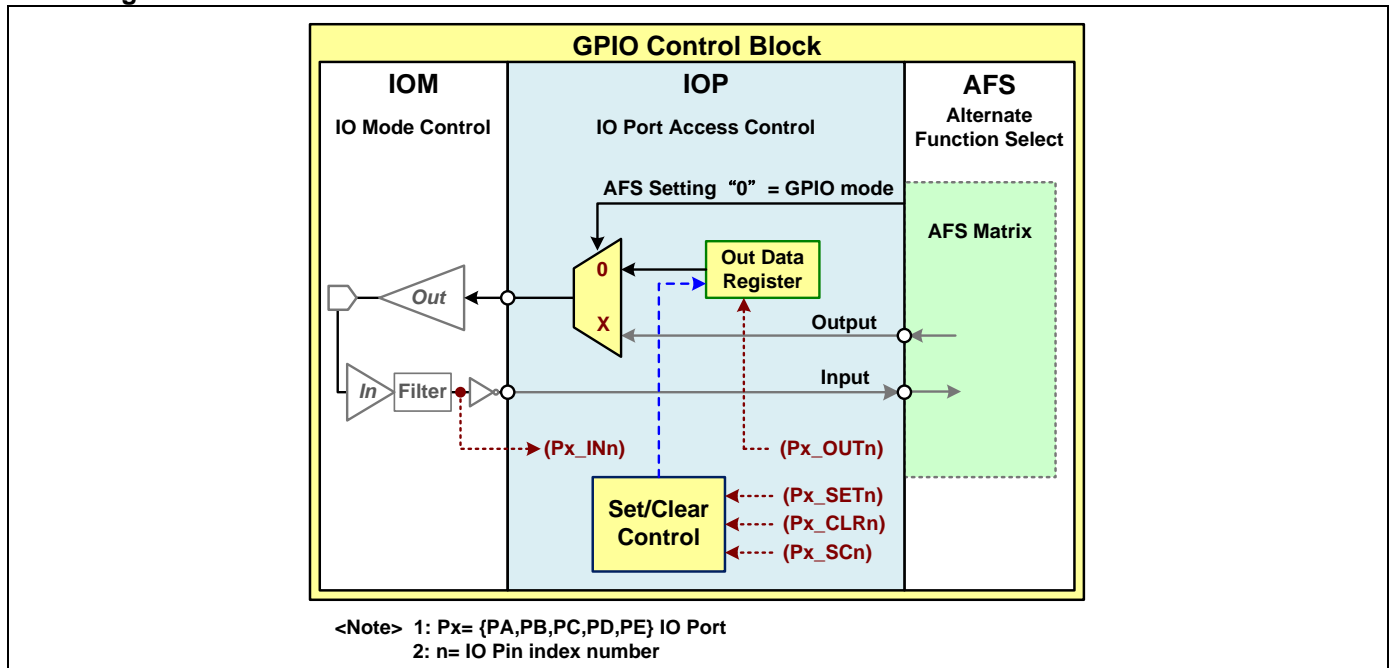 GPIO Control Block
IOM
IO Mode Control
IOP
IO Port Access Control
AFS
Alternate
Function Select
AFS Setting “0” = GPIO mode
AFS Matrix
0
X
Out Data
Register
Out
Output
In
Filter
Input
(Px_INn)
(Px_OUTn)
Set/Clear
Control
(Px_SETn)
(Px_CLRn)
(Px_SCn)
<Note> 1: Px= {PA,PB,PC,PD,PE} IO Port
2: n= IO Pin index number